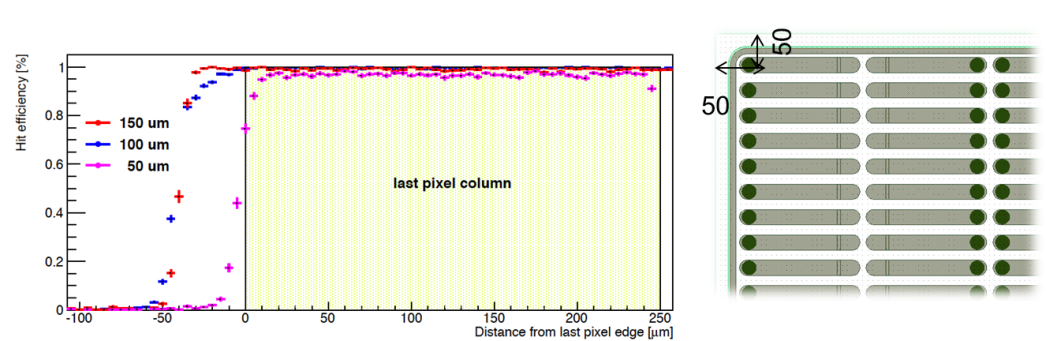 Hit efficiency [%]
1
0.8
0.6
0.4
0.2
0
150 um
100 um
50 um
last pixel column
-100
-50
0
50
100
150
200
250
Distance from last pixel edge [μm]
50
50